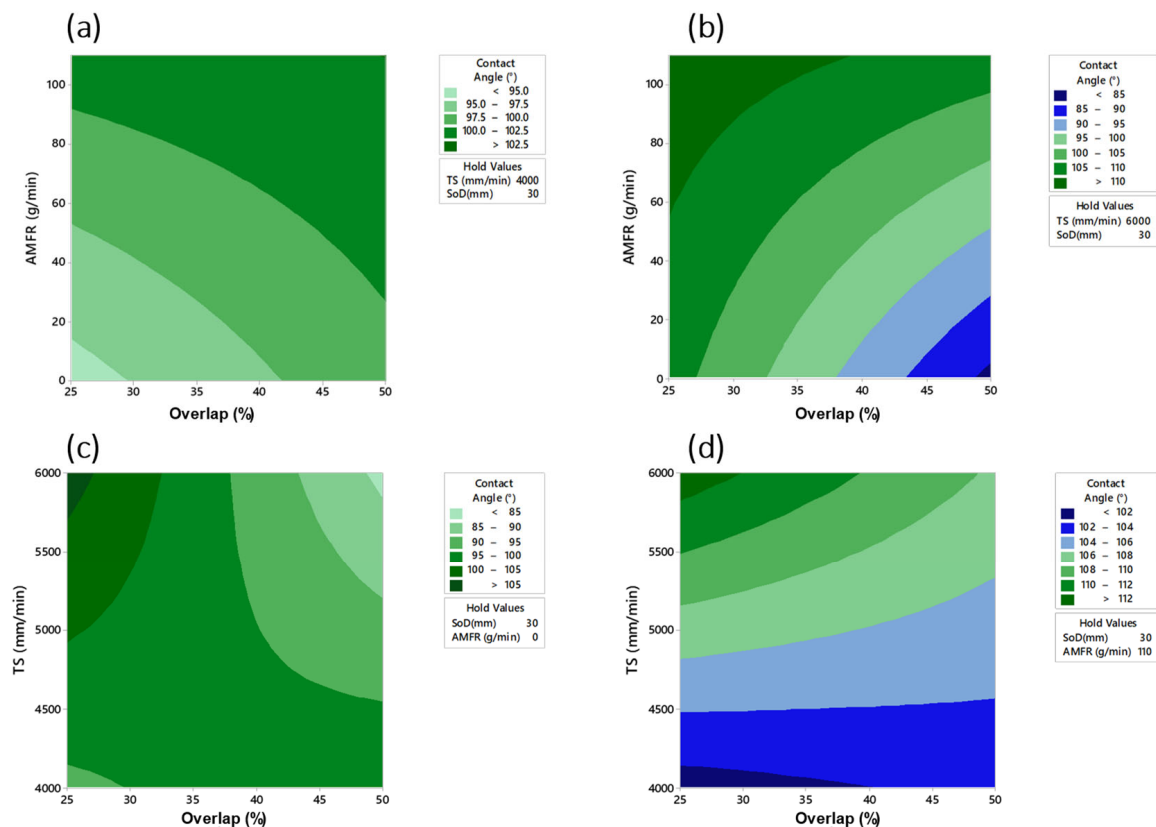 (a)
100
80
60
40
20
0
AMFR (g/min)
25 30 35 40 45 50
Overlap (%)
Contact
Angle (°)
< 95.0
95.0 – 97.5
97.5 – 100.0
100.0 – 102.5
> 102.5
Hold Values
TS (mm/min) 4000
SoD(mm) 30
(b)
100
80
60
40
20
0
AMFR (g/min)
25 30 35 40 45 50
Overlap (%)
Contact
Angle (°)
< 85
85 – 90
90 – 95
95 – 100
100 – 105
105 – 110
> 110
Hold Values
TS (mm/min) 6000
SoD(mm) 30
(c)
6000
5500
5000
4500
4000
TS (mm/min)
25 30 35 40 45 50
Overlap (%)
Contact
Angle (°)
< 85
85 – 90
90 – 95
95 – 100
100 – 105
> 105
Hold Values
SoD(mm) 30
AMFR (g/min) 0
(d)
6000
5500
5000
4500
4000
TS (mm/min)
25 30 35 40 45 50
Overlap (%)
Contact
Angle (°)
< 102
102 – 104
104 – 106
106 – 108
108 – 110
110 – 112
> 112
Hold Values
SoD(mm) 30
AMFR (g/min) 110